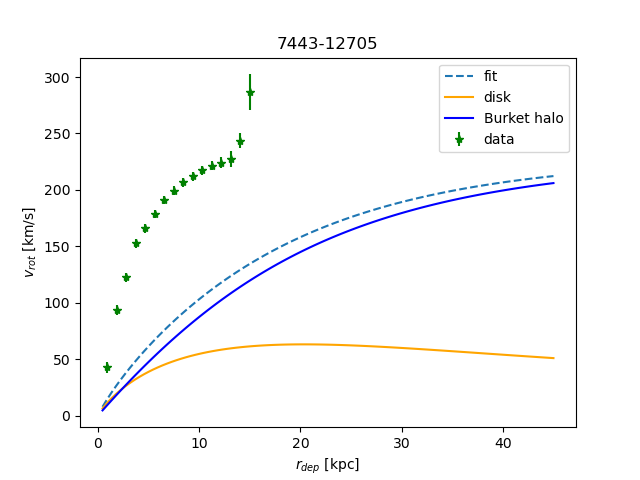 7443-12705
300
250
200
150
100
50
0
v_rot [km/s]
fit
disk
Burket halo
data
0 10 20 30 40
r_dep [kpc]